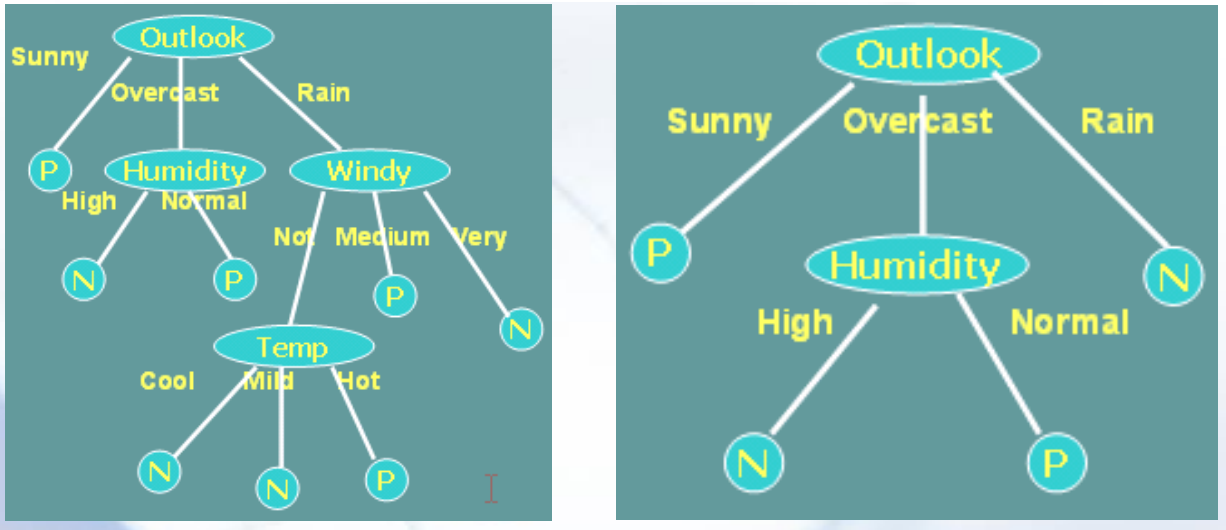 Outlook
Sunny
Overcast
Rain
P
Humidity
Windy
High
Normal
Not
Medium
Very
N
P
P
N
Temp
Cool
Mild
Hot
N
N
P
Outlook
Sunny
Overcast
Rain
P
Humidity
N
High
Normal
N
P